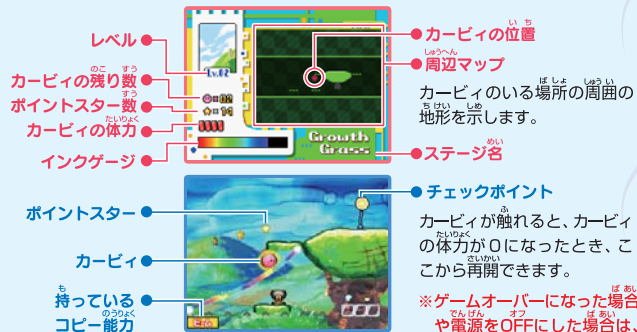 レベル
カービィの残り数
ポイントスター数
カービィの体力
インクゲージ
Lv.02
=02
=14
Growth
Grass
カービィの位置
周辺マップ
カービィのいる場所の周囲の
地形を示します。
ステージ名
ポイントスター
カービィ
持っている
コピー能力
チェックポイント
カービィが触れると、カービィ
の体力が0になったとき、こ
こから再開できます。
※ゲームオーバーになった場合
や電源をOFFにした場合は、